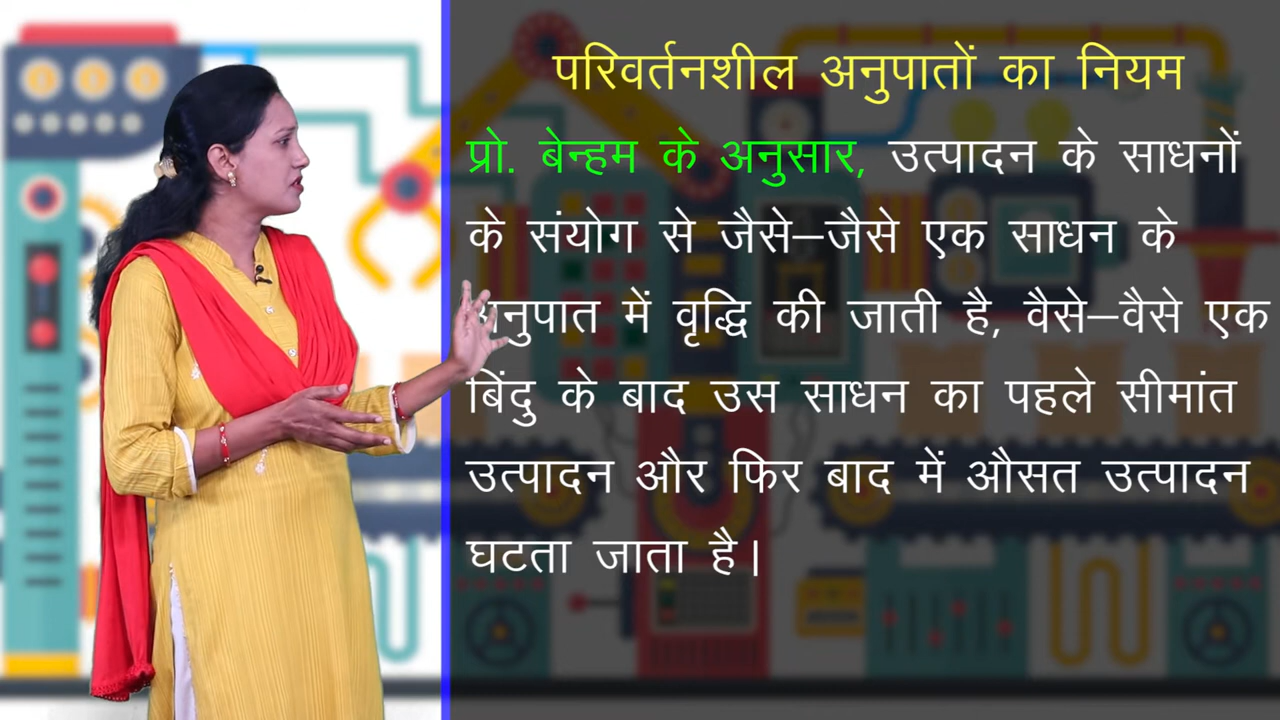 परिवर्तनशील अनुपातों का नियम
प्रो. बेन्हम के अनुसार, उत्पादन के साधनों
के संयोग से जैसे–जैसे एक साधन के
अनुपात में वृद्धि की जाती है, वैसे–वैसे एक
बिंदु के बाद उस साधन का पहले सीमांत
उत्पादन और फिर बाद में औसत उत्पादन
घटता जाता है।